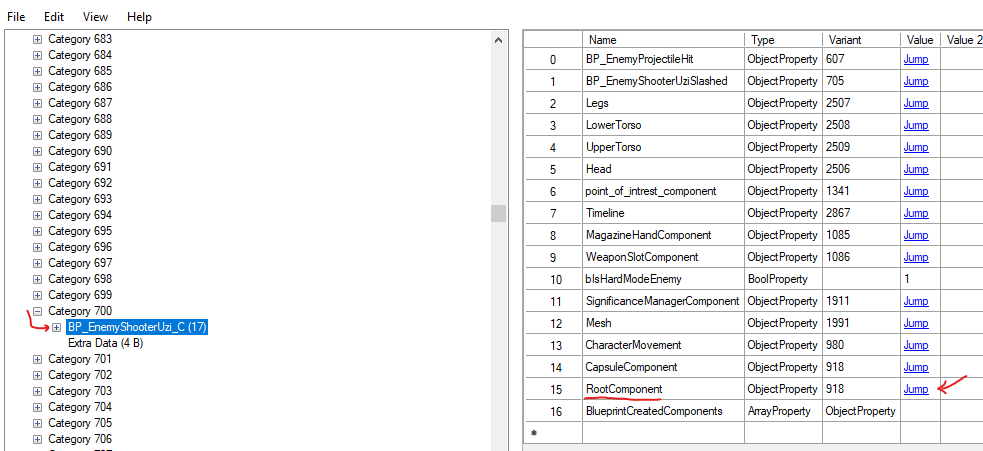 File Edit View Help
Category 683
Category 684
Category 685
Category 686
Category 687
Category 688
Category 689
Category 690
Category 691
Category 692
Category 693
Category 694
Category 695
Category 696
Category 697
Category 698
Category 699
Category 700
BP_EnemyShooterUzi_C (17)
Extra Data (4 B)
Category 701
Category 702
Category 703
Category 704
Category 705
Category 706
Name Type Variant Value Value 2
0 BP_EnemyProjectileHit ObjectProperty 607 Jump
1 BP_EnemyShooterUziSlashed ObjectProperty 705 Jump
2 Legs ObjectProperty 2507 Jump
3 LowerTorso ObjectProperty 2508 Jump
4 UpperTorso ObjectProperty 2509 Jump
5 Head ObjectProperty 2506 Jump
6 point_of_intrest_component ObjectProperty 1341 Jump
7 Timeline ObjectProperty 2867 Jump
8 MagazineHandComponent ObjectProperty 1085 Jump
9 WeaponSlotComponent ObjectProperty 1086 Jump
10 bIsHardModeEnemy BoolProperty 1
11 SignificanceManagerComponent ObjectProperty 1911 Jump
12 Mesh ObjectProperty 1991 Jump
13 CharacterMovement ObjectProperty 980 Jump
14 CapsuleComponent ObjectProperty 918 Jump
15 RootComponent ObjectProperty 918 Jump
16 BlueprintCreatedComponents ArrayProperty ObjectProperty